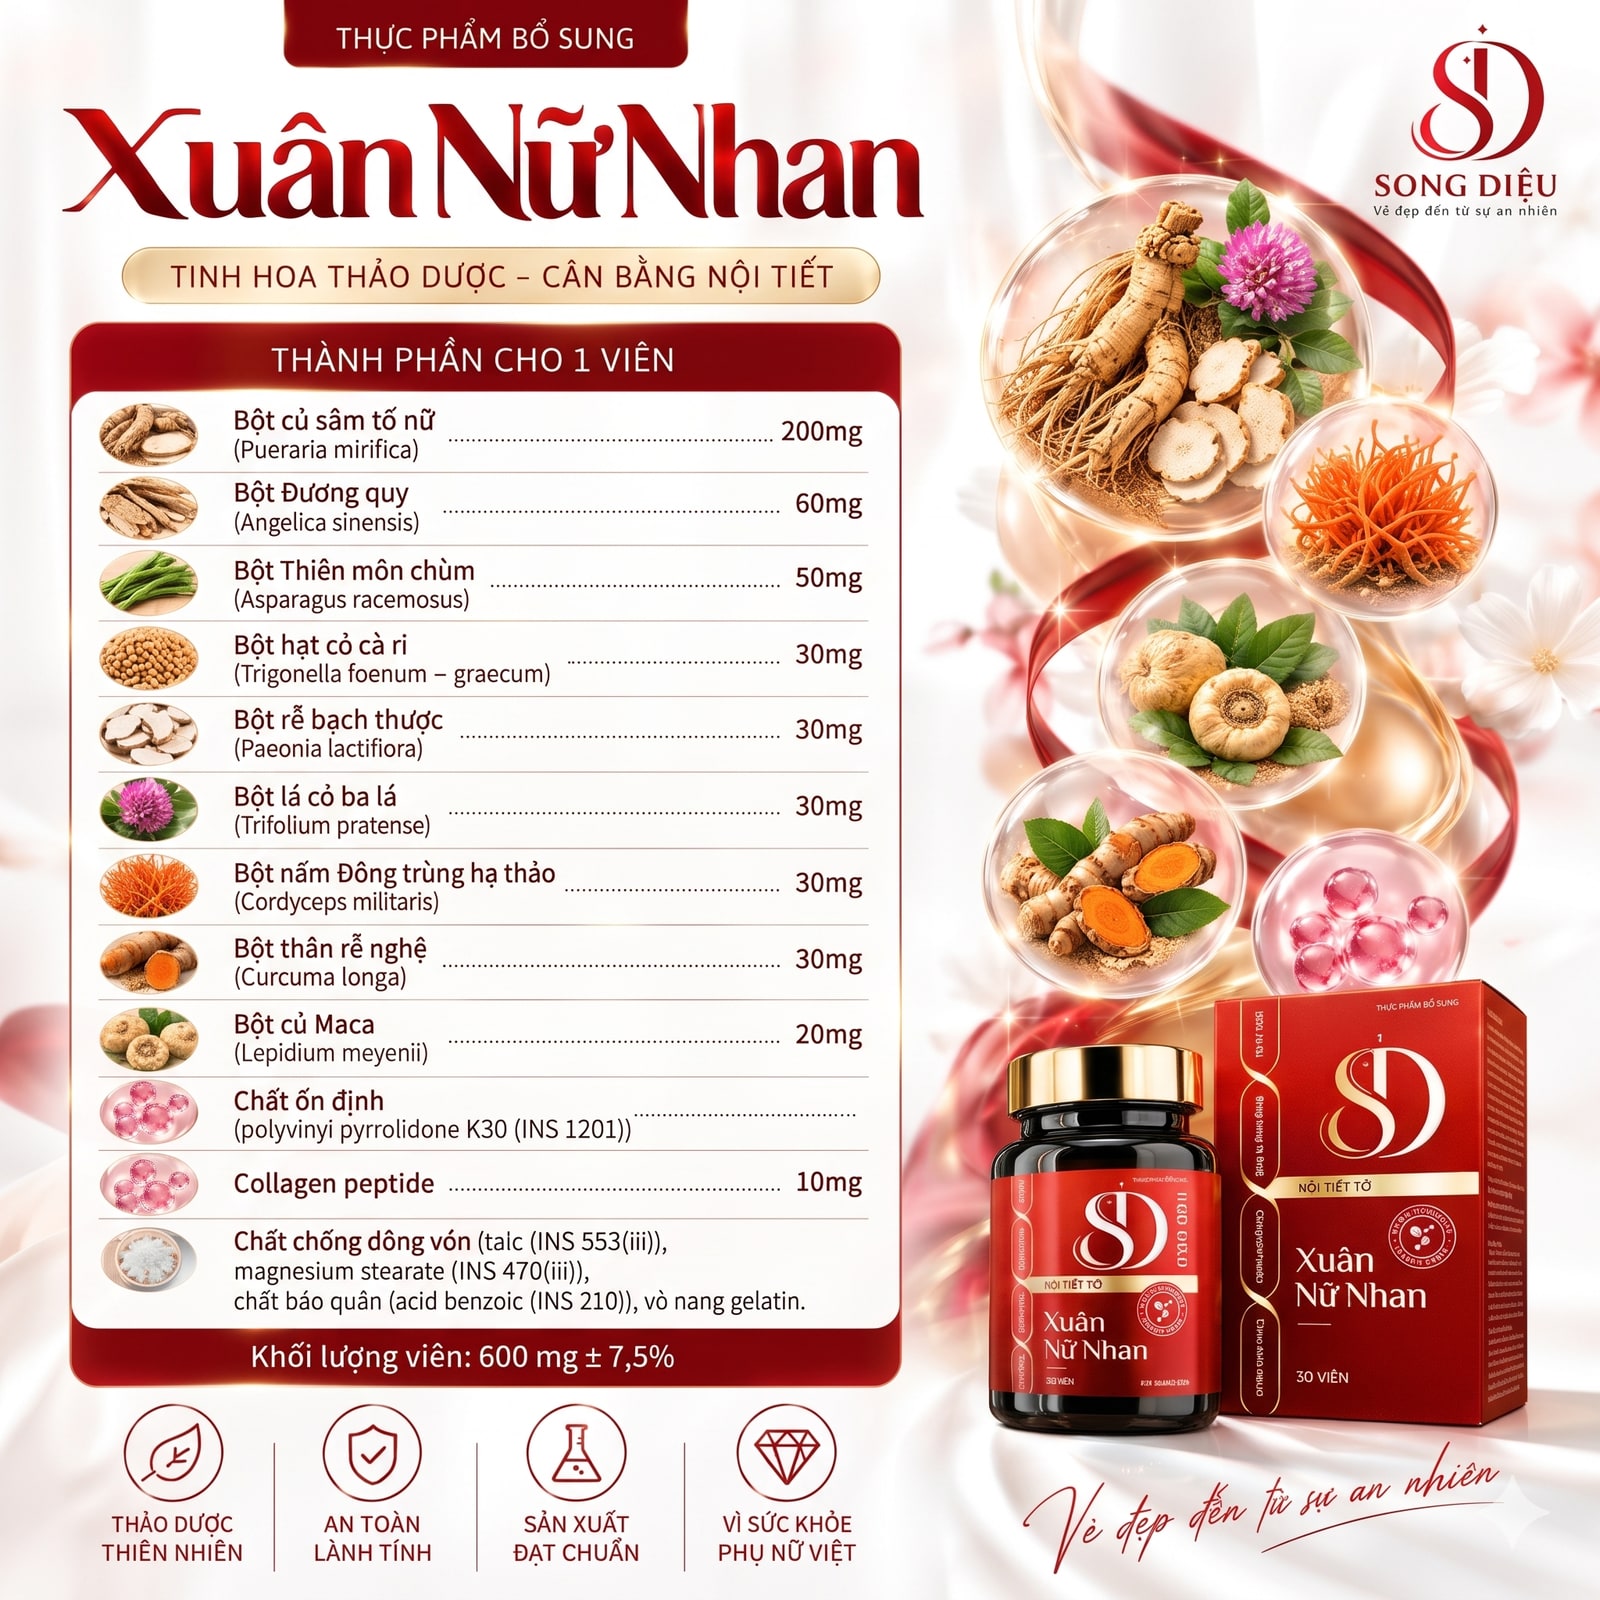 THỰC PHẨM BỔ SUNG
Xuân Nữ Nhan
TINH HOA THẢO DƯỢC – CÂN BẰNG NỘI TIẾT
SONG DIỆU
Vẻ đẹp đến từ sự an nhiên
THÀNH PHẦN CHO 1 VIÊN
Bột củ sâm tố nữ
(Pueraria mirifica) 200mg
Bột Đương quy
(Angelica sinensis) 60mg
Bột Thiên môn chùm
(Asparagus racemosus) 50mg
Bột hạt cỏ cà ri
(Trigonella foenum – graecum) 30mg
Bột rễ bạch thược
(Paeonia lactifiora) 30mg
Bột lá cỏ ba lá
(Trifolium pratense) 30mg
Bột nấm Đông trùng hạ thảo
(Cordyceps militaris) 30mg
Bột thân rễ nghệ
(Curcuma longa) 30mg
Bột củ Maca
(Lepidium meyenii) 20mg
Chất ổn định
(polyvinyi pyrrolidone K30 (INS 1201))
Collagen peptide 10mg
Chất chống dông vón (talc (INS 553(iii)),
magnesium stearate (INS 470(iii)),
chất báo quân (acid benzoic (INS 210)), vò nang gelatin.
Khối lượng viên: 600 mg ± 7,5%
THẢO DƯỢC
THIÊN NHIÊN
AN TOÀN
LÀNH TÍNH
SẢN XUẤT
ĐẠT CHUẨN
VÌ SỨC KHỎE
PHỤ NỮ VIỆT
THỰC PHẨM BỔ SUNG
NỘI TIẾT TỜ
Xuân
Nữ Nhan
30 VIÊN
NỘI TIẾT TỐ
Xuân
Nữ Nhan
Vẻ đẹp đến từ sự an nhiên